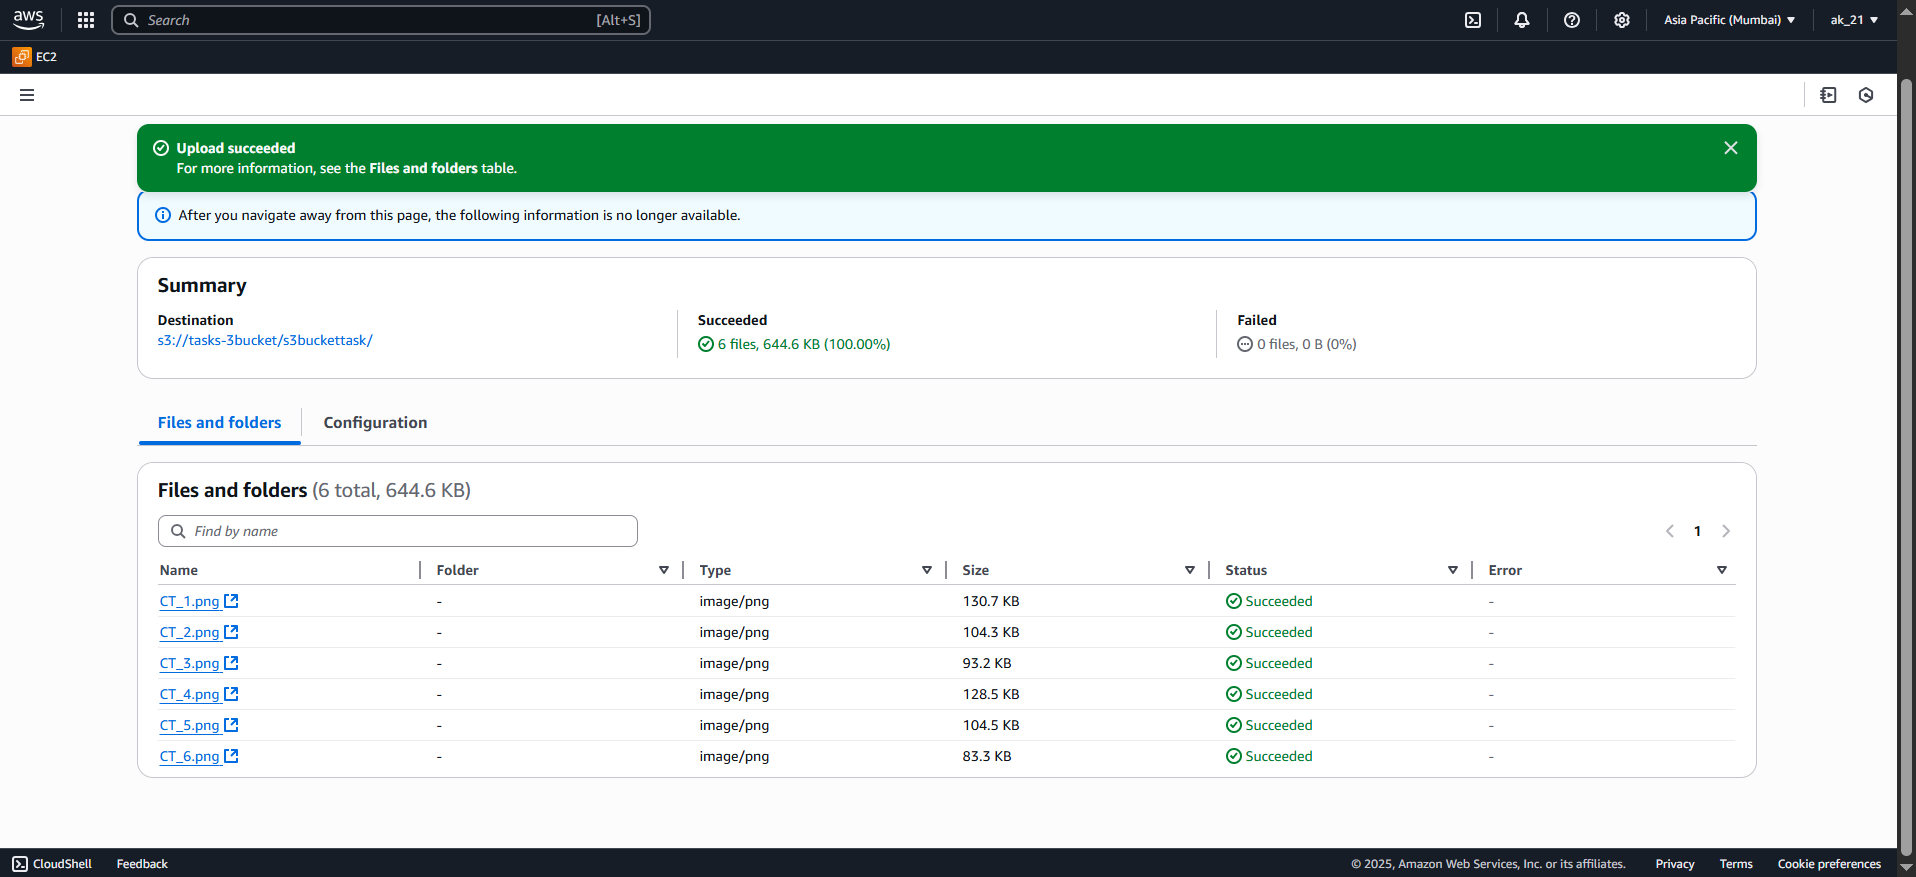 aws
Search [Alt+S]
Asia Pacific (Mumbai) ▼
ak_21 ▼
EC2
Upload succeeded
For more information, see the Files and folders table.
After you navigate away from this page, the following information is no longer available.
Summary
Destination Succeeded Failed
s3://tasks-3bucket/s3buckettask/ 6 files, 644.6 KB (100.00%) 0 files, 0 B (0%)
Files and folders Configuration
Files and folders (6 total, 644.6 KB)
Find by name 1
Name Folder Type Size Status Error
CT_1.png - image/png 130.7 KB Succeeded -
CT_2.png - image/png 104.3 KB Succeeded -
CT_3.png - image/png 93.2 KB Succeeded -
CT_4.png - image/png 128.5 KB Succeeded -
CT_5.png - image/png 104.5 KB Succeeded -
CT_6.png - image/png 83.3 KB Succeeded -
CloudShell Feedback © 2025, Amazon Web Services, Inc. or its affiliates. Privacy Terms Cookie preferences